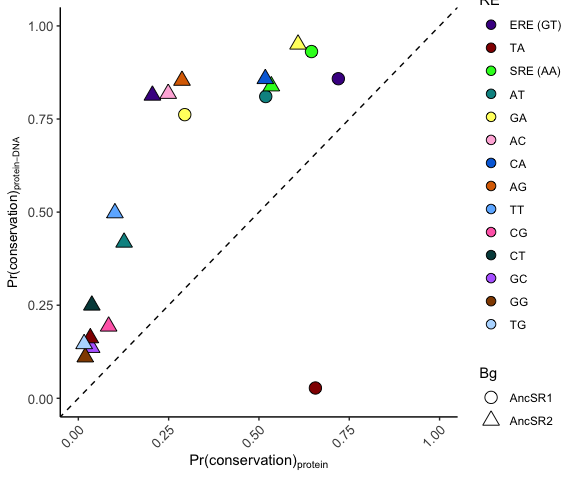 RE
ERE (GT)
TA
SRE (AA)
AT
GA
AC
CA
AG
TT
CG
CT
GC
GG
TG
Bg
AncSR1
AncSR2
1.00
0.75
0.50
0.25
0.00
Pr(conservation)protein−DNA
0.00
0.25
0.50
0.75
1.00
Pr(conservation)protein